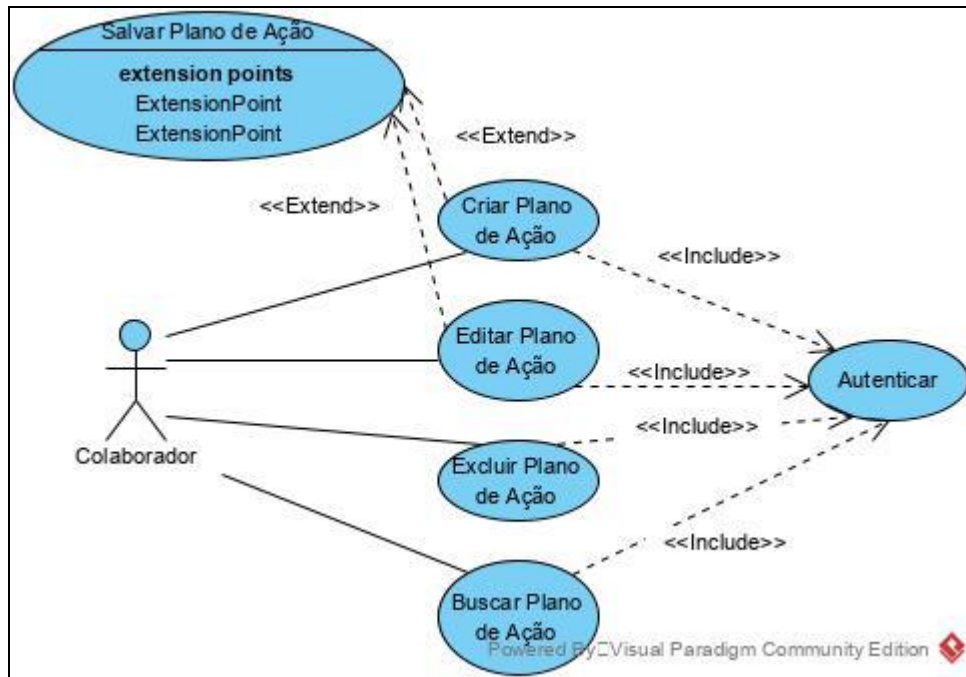 Salvar Plano de Ação
extension points
ExtensionPoint
ExtensionPoint
<<Extend>>
<<Extend>>
Criar Plano
de Ação
<<Include>>
Editar Plano
de Ação
<<Include>>
Autenticar
Colaborador
<<Include>>
Excluir Plano
de Ação
<<Include>>
Buscar Plano
de Ação
Powered By Visual Paradigm Community Edition